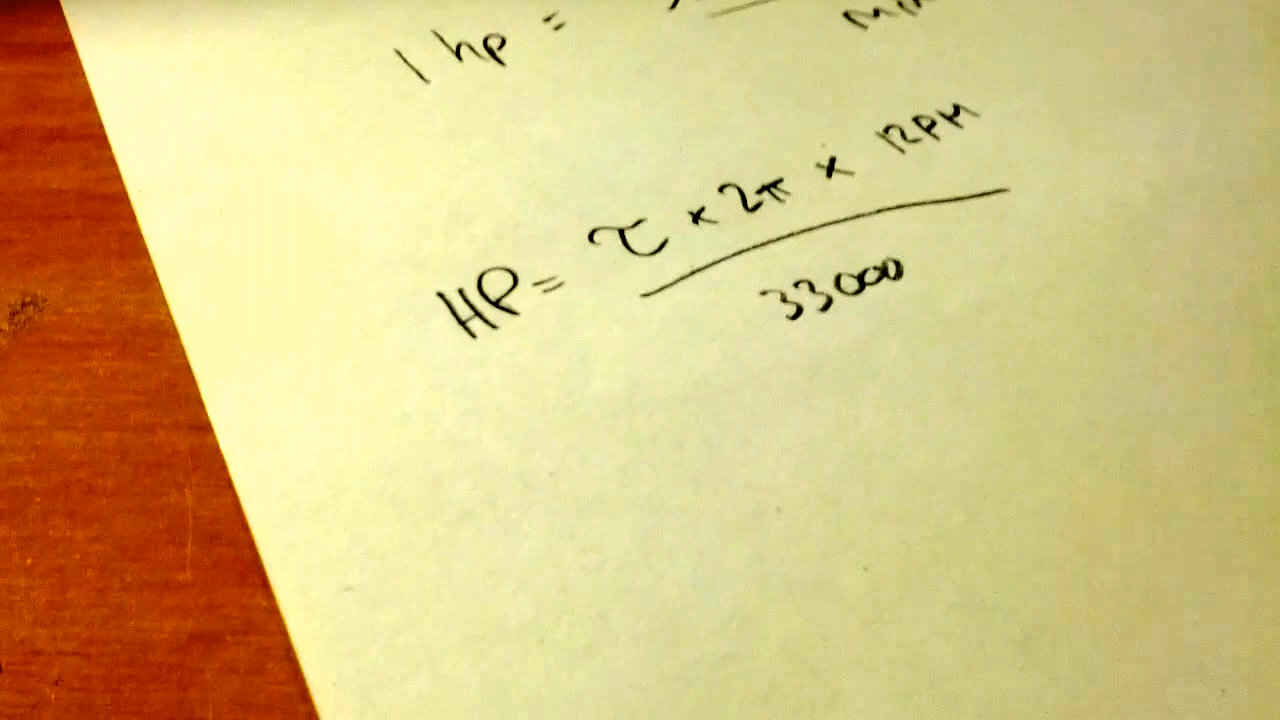 1 hp =
HP = τ × 2π × RPM
33000